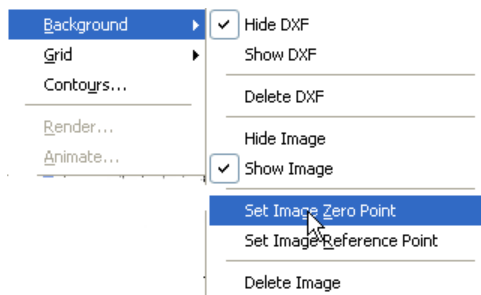 Background
Grid
Contours...
Render...
Animate...
Hide DXF
Show DXF
Delete DXF
Hide Image
Show Image
Set Image Zero Point
Set Image Reference Point
Delete Image